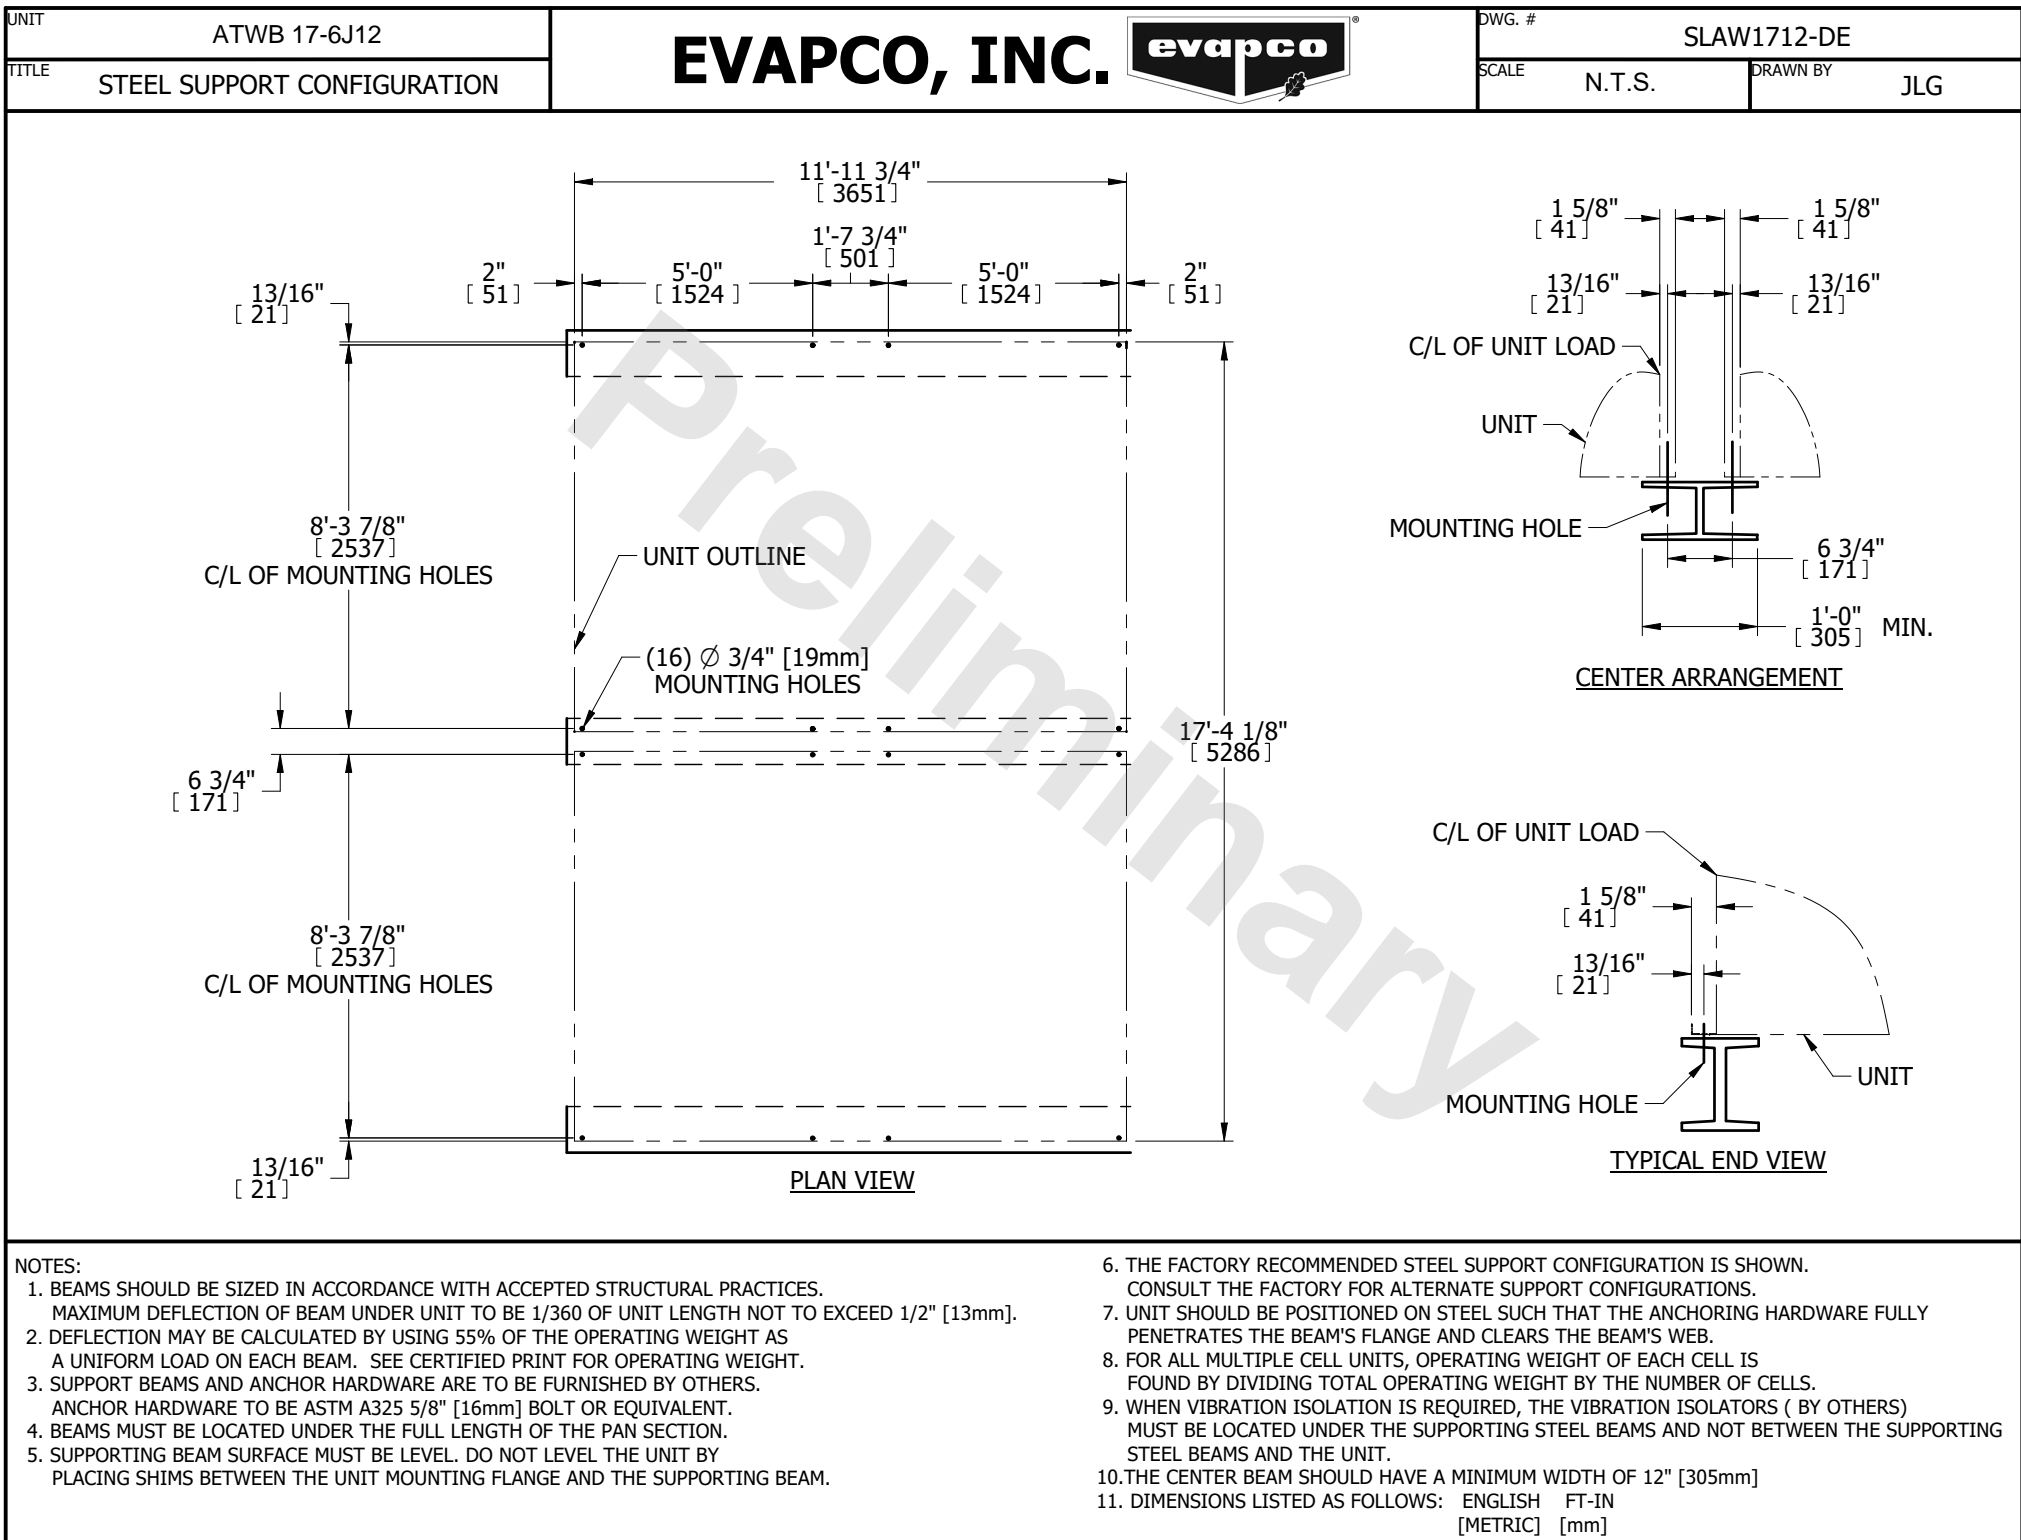 UNIT
ATWB 17-6J12
TITLE
STEEL SUPPORT CONFIGURATION
EVAPCO, INC.
evapco
®
DWG. #
SLAW1712-DE
SCALE
N.T.S.
DRAWN BY
JLG
11'-11 3/4"
[ 3651]
1'-7 3/4"
[ 501 ]
2"
[ 51]
5'-0"
[ 1524 ]
5'-0"
[ 1524]
2"
[ 51]
13/16"
[ 21]
8'-3 7/8"
[ 2537]
C/L OF MOUNTING HOLES
UNIT OUTLINE
(16) Ø 3/4" [19mm]
MOUNTING HOLES
6 3/4"
[ 171]
17'-4 1/8"
[ 5286]
8'-3 7/8"
[ 2537]
C/L OF MOUNTING HOLES
13/16"
[ 21]
PLAN VIEW
Preliminary
1 5/8"
[ 41]
1 5/8"
[ 41]
13/16"
[ 21]
13/16"
[ 21]
C/L OF UNIT LOAD
UNIT
MOUNTING HOLE
6 3/4"
[ 171]
1'-0"
[ 305]
MIN.
CENTER ARRANGEMENT
C/L OF UNIT LOAD
1 5/8"
[ 41]
13/16"
[ 21]
UNIT
MOUNTING HOLE
TYPICAL END VIEW
NOTES:
1. BEAMS SHOULD BE SIZED IN ACCORDANCE WITH ACCEPTED STRUCTURAL PRACTICES.
MAXIMUM DEFLECTION OF BEAM UNDER UNIT TO BE 1/360 OF UNIT LENGTH NOT TO EXCEED 1/2" [13mm].
2. DEFLECTION MAY BE CALCULATED BY USING 55% OF THE OPERATING WEIGHT AS
A UNIFORM LOAD ON EACH BEAM. SEE CERTIFIED PRINT FOR OPERATING WEIGHT.
3. SUPPORT BEAMS AND ANCHOR HARDWARE ARE TO BE FURNISHED BY OTHERS.
ANCHOR HARDWARE TO BE ASTM A325 5/8" [16mm] BOLT OR EQUIVALENT.
4. BEAMS MUST BE LOCATED UNDER THE FULL LENGTH OF THE PAN SECTION.
5. SUPPORTING BEAM SURFACE MUST BE LEVEL. DO NOT LEVEL THE UNIT BY
PLACING SHIMS BETWEEN THE UNIT MOUNTING FLANGE AND THE SUPPORTING BEAM.
6. THE FACTORY RECOMMENDED STEEL SUPPORT CONFIGURATION IS SHOWN.
CONSULT THE FACTORY FOR ALTERNATE SUPPORT CONFIGURATIONS.
7. UNIT SHOULD BE POSITIONED ON STEEL SUCH THAT THE ANCHORING HARDWARE FULLY
PENETRATES THE BEAM'S FLANGE AND CLEARS THE BEAM'S WEB.
8. FOR ALL MULTIPLE CELL UNITS, OPERATING WEIGHT OF EACH CELL IS
FOUND BY DIVIDING TOTAL OPERATING WEIGHT BY THE NUMBER OF CELLS.
9. WHEN VIBRATION ISOLATION IS REQUIRED, THE VIBRATION ISOLATORS ( BY OTHERS)
MUST BE LOCATED UNDER THE SUPPORTING STEEL BEAMS AND NOT BETWEEN THE SUPPORTING
STEEL BEAMS AND THE UNIT.
10.THE CENTER BEAM SHOULD HAVE A MINIMUM WIDTH OF 12" [305mm]
11. DIMENSIONS LISTED AS FOLLOWS: ENGLISH FT-IN
[METRIC] [mm]